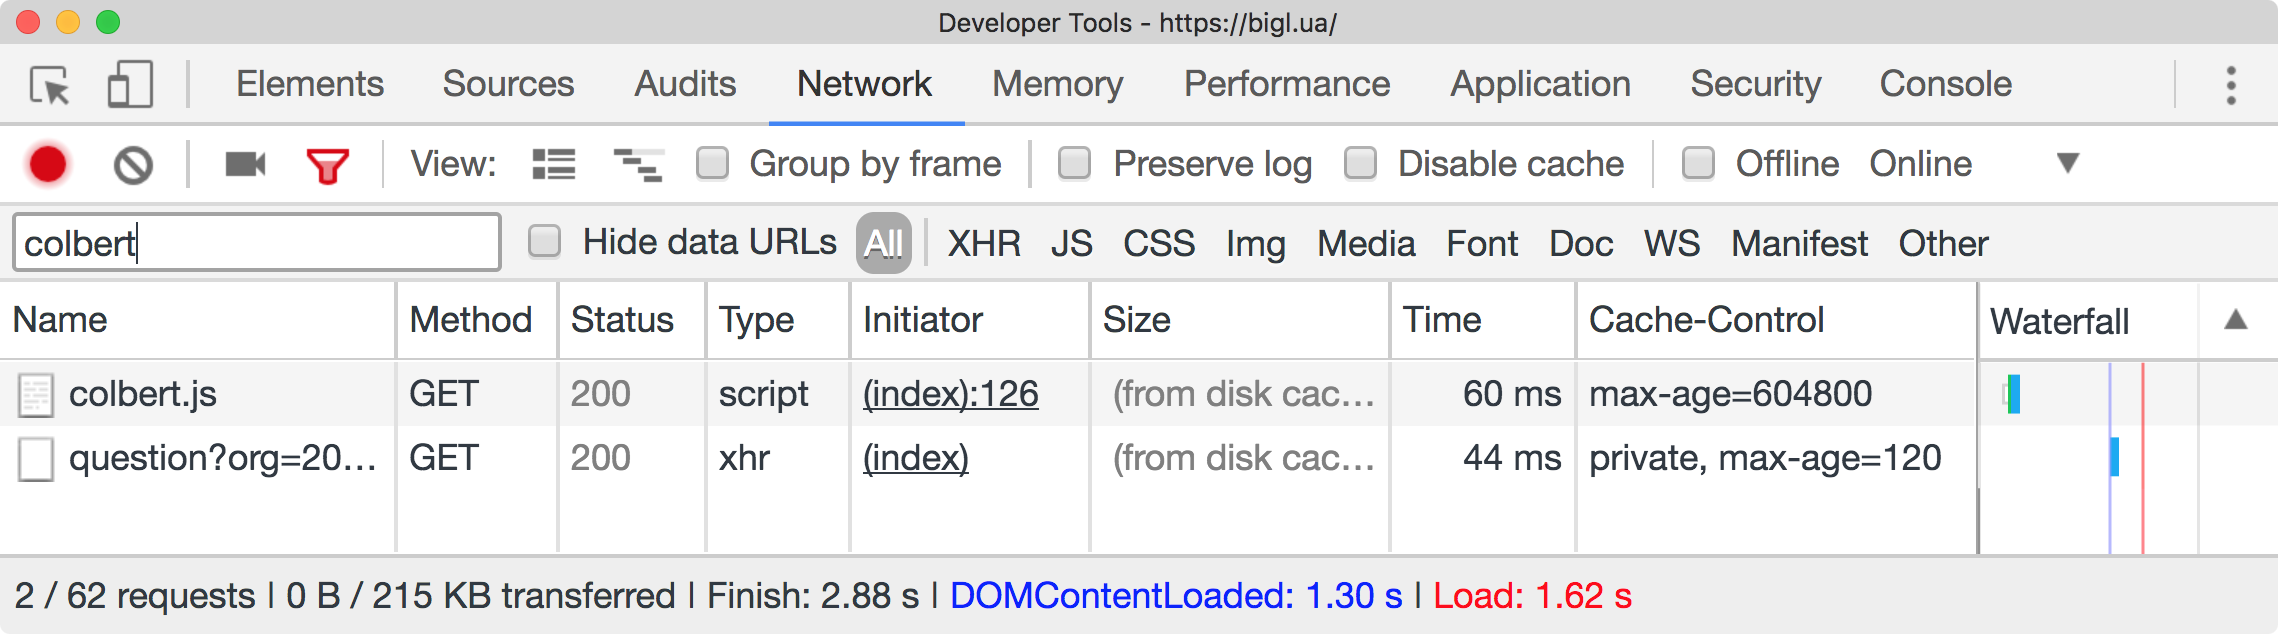 Developer Tools - https://bigl.ua/
Elements Sources Audits Network Memory Performance Application Security Console
View: Group by frame Preserve log Disable cache Offline Online
colbert Hide data URLs All XHR JS CSS Img Media Font Doc WS Manifest Other
Name Method Status Type Initiator Size Time Cache-Control Waterfall
colbert.js GET 200 script (index):126 (from disk cac... 60 ms max-age=604800
question?org=20... GET 200 xhr (index) (from disk cac... 44 ms private, max-age=120
2 / 62 requests | 0 B / 215 KB transferred | Finish: 2.88 s | DOMContentLoaded: 1.30 s | Load: 1.62 s